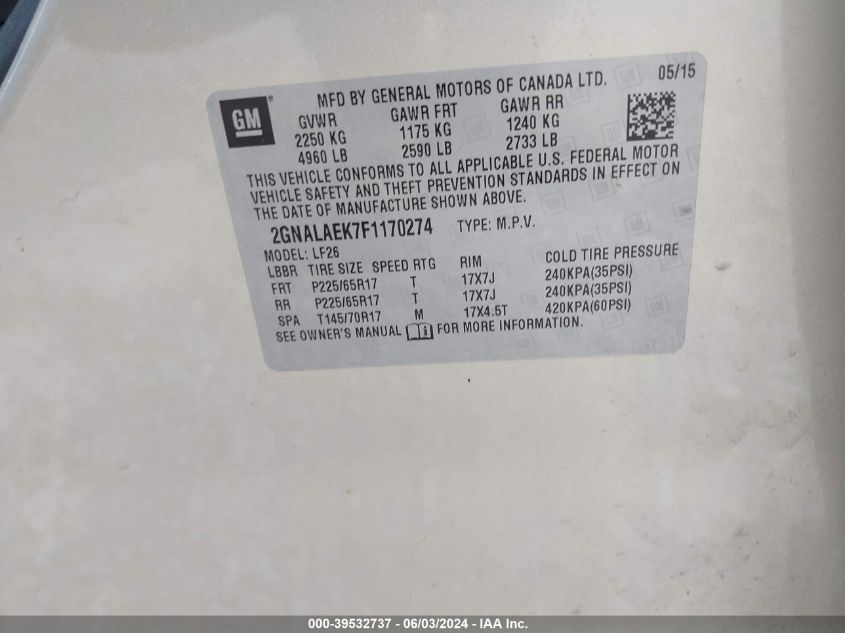 GM
MFD BY GENERAL MOTORS OF CANADA LTD. 05/15
GVWR GAWR FRT GAWR RR
2250 KG 1175 KG 1240 KG
4960 LB 2590 LB 2733 LB
THIS VEHICLE CONFORMS TO ALL APPLICABLE U.S. FEDERAL MOTOR
VEHICLE SAFETY AND THEFT PREVENTION STANDARDS IN EFFECT ON
THE DATE OF MANUFACTURE SHOWN ABOVE.
2GNALAEK7F1170274 TYPE: M.P.V.
MODEL: LF26
LBBR TIRE SIZE SPEED RTG RIM COLD TIRE PRESSURE
FRT P225/65R17 T 17X7J 240KPA(35PSI)
RR P225/65R17 T 17X7J 240KPA(35PSI)
SPA T145/70R17 M 17X4.5T 420KPA(60PSI)
SEE OWNER'S MANUAL FOR MORE INFORMATION.
000-39532737 - 06/03/2024 - IAA Inc.